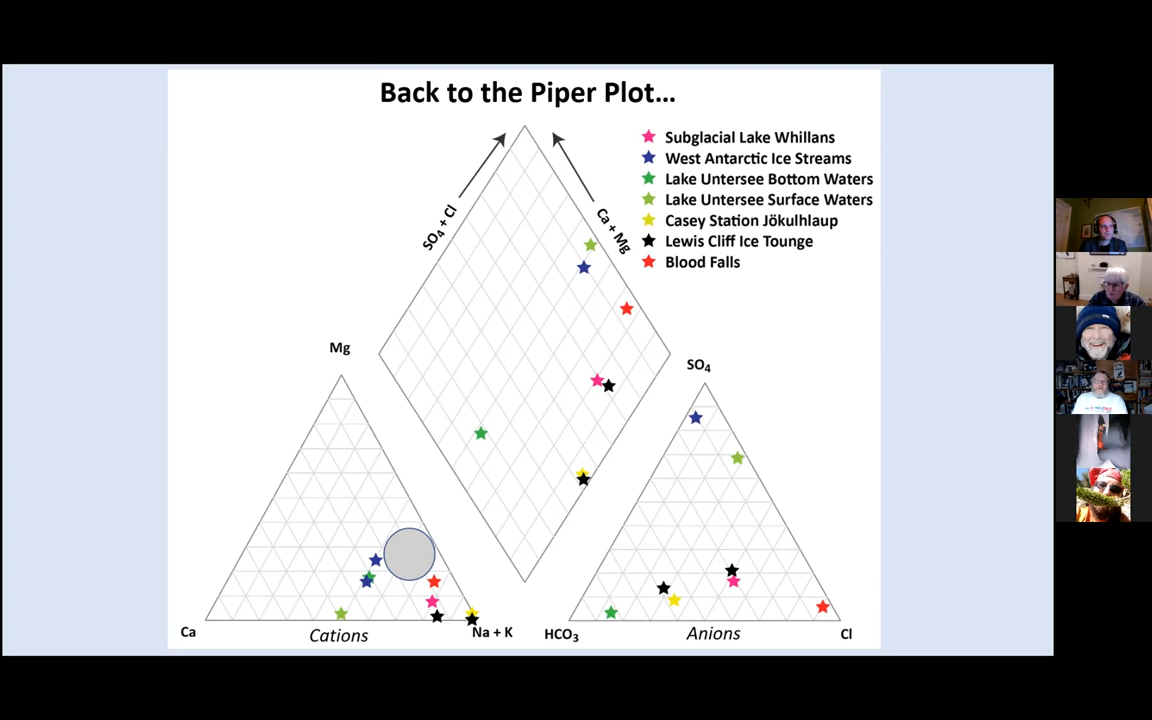 Back to the Piper Plot...
Subglacial Lake Whillans
West Antarctic Ice Streams
Lake Untersee Bottom Waters
Lake Untersee Surface Waters
Casey Station Jökulhlaup
Lewis Cliff Ice Tounge
Blood Falls
SO₄ + Cl
Ca + Mg
Mg
SO₄
Ca
Cations
Na + K
HCO₃
Anions
Cl